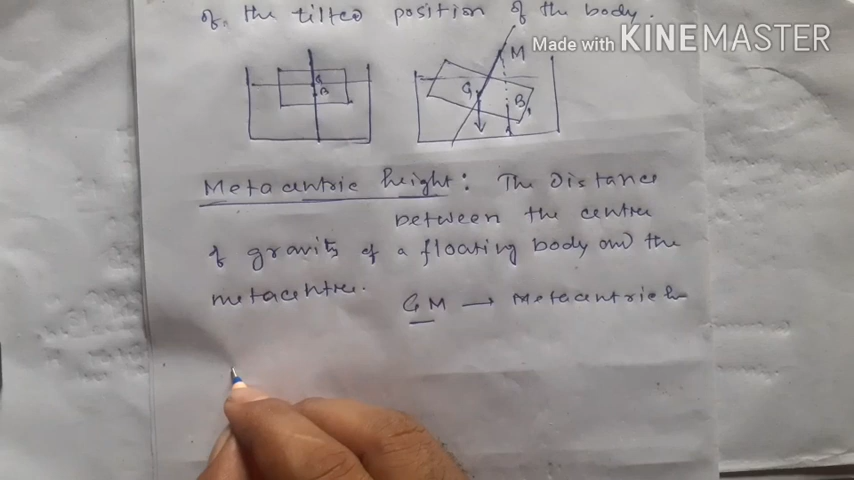 of the tilted position of the body.
Made with KINEMASTER
M
G
B
G
B1
Metacentric height: The Distance
between the centre
of gravity of a floating body and the
metacentre.
GM → Metacentric h